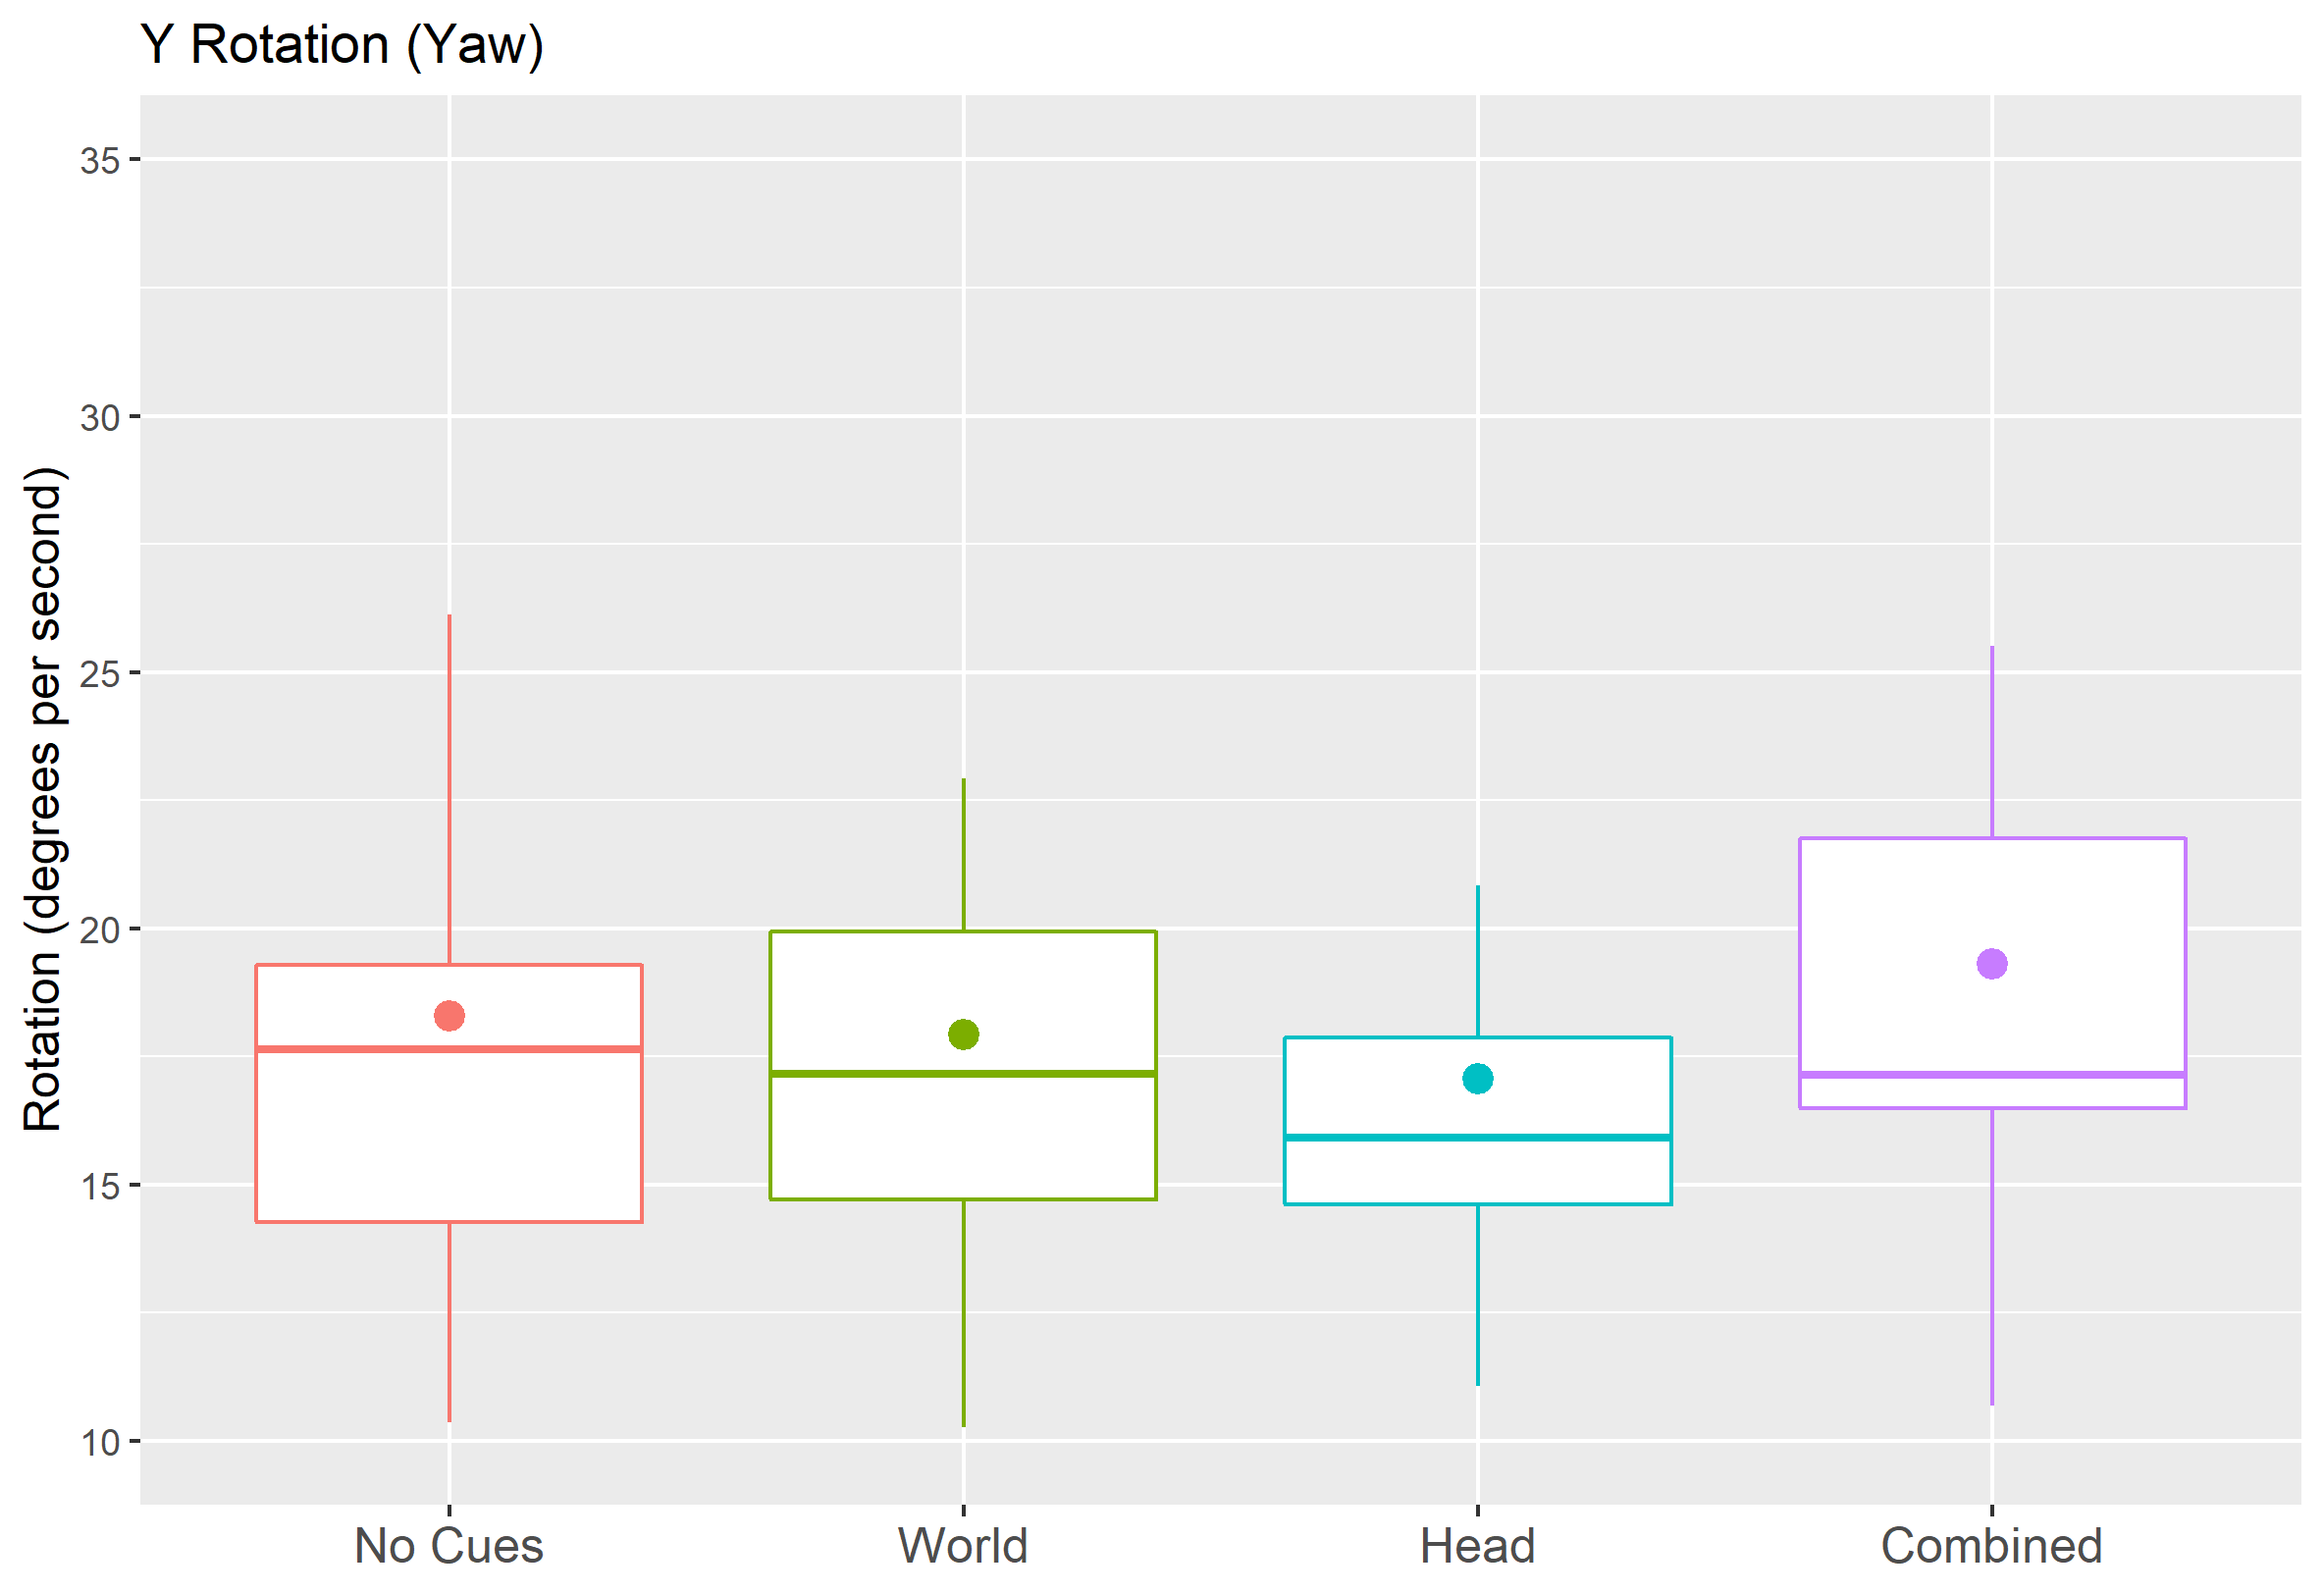 Y Rotation (Yaw)
Rotation (degrees per second)
35
30
25
20
15
10
No Cues
World
Head
Combined